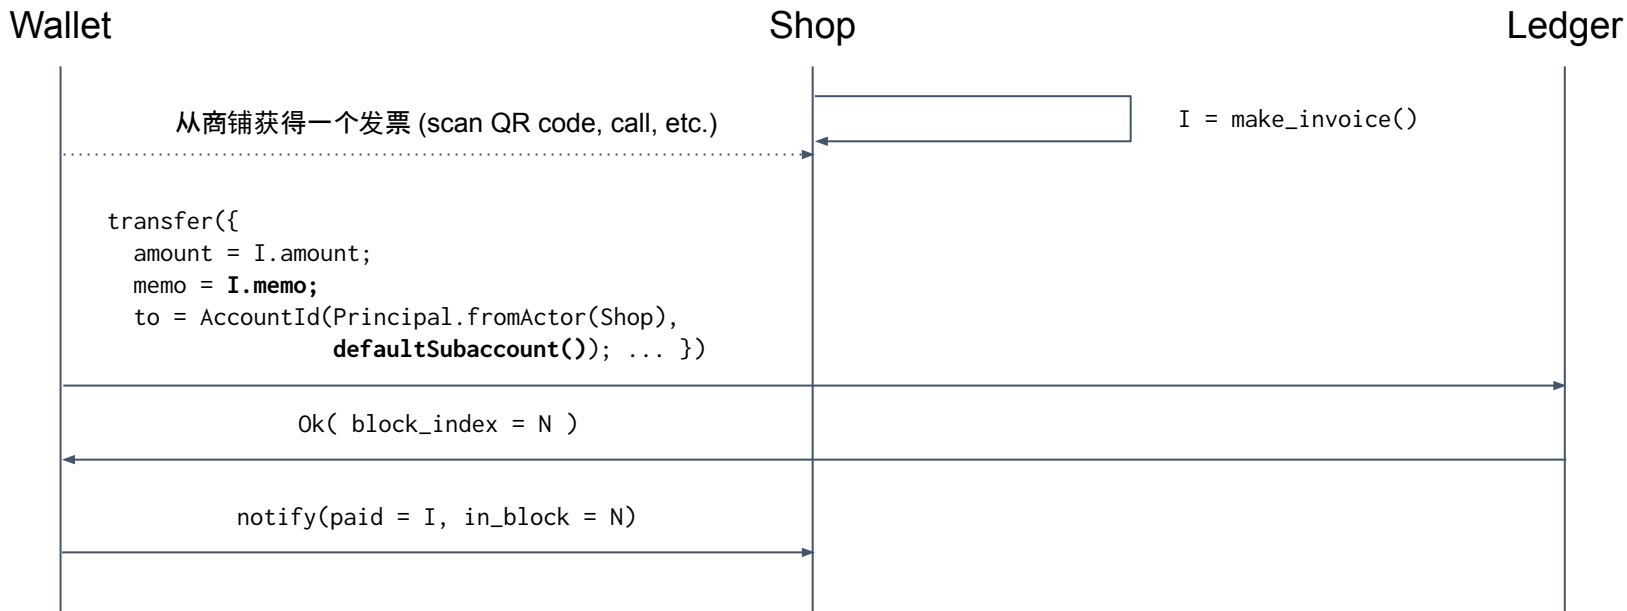 Wallet
Shop
Ledger
从商铺获得一个发票 (scan QR code, call, etc.)
I = make_invoice()
transfer({
amount = I.amount;
memo = I.memo;
to = AccountId(Principal.fromActor(Shop),
defaultSubaccount()); ... })
Ok( block_index = N )
notify(paid = I, in_block = N)